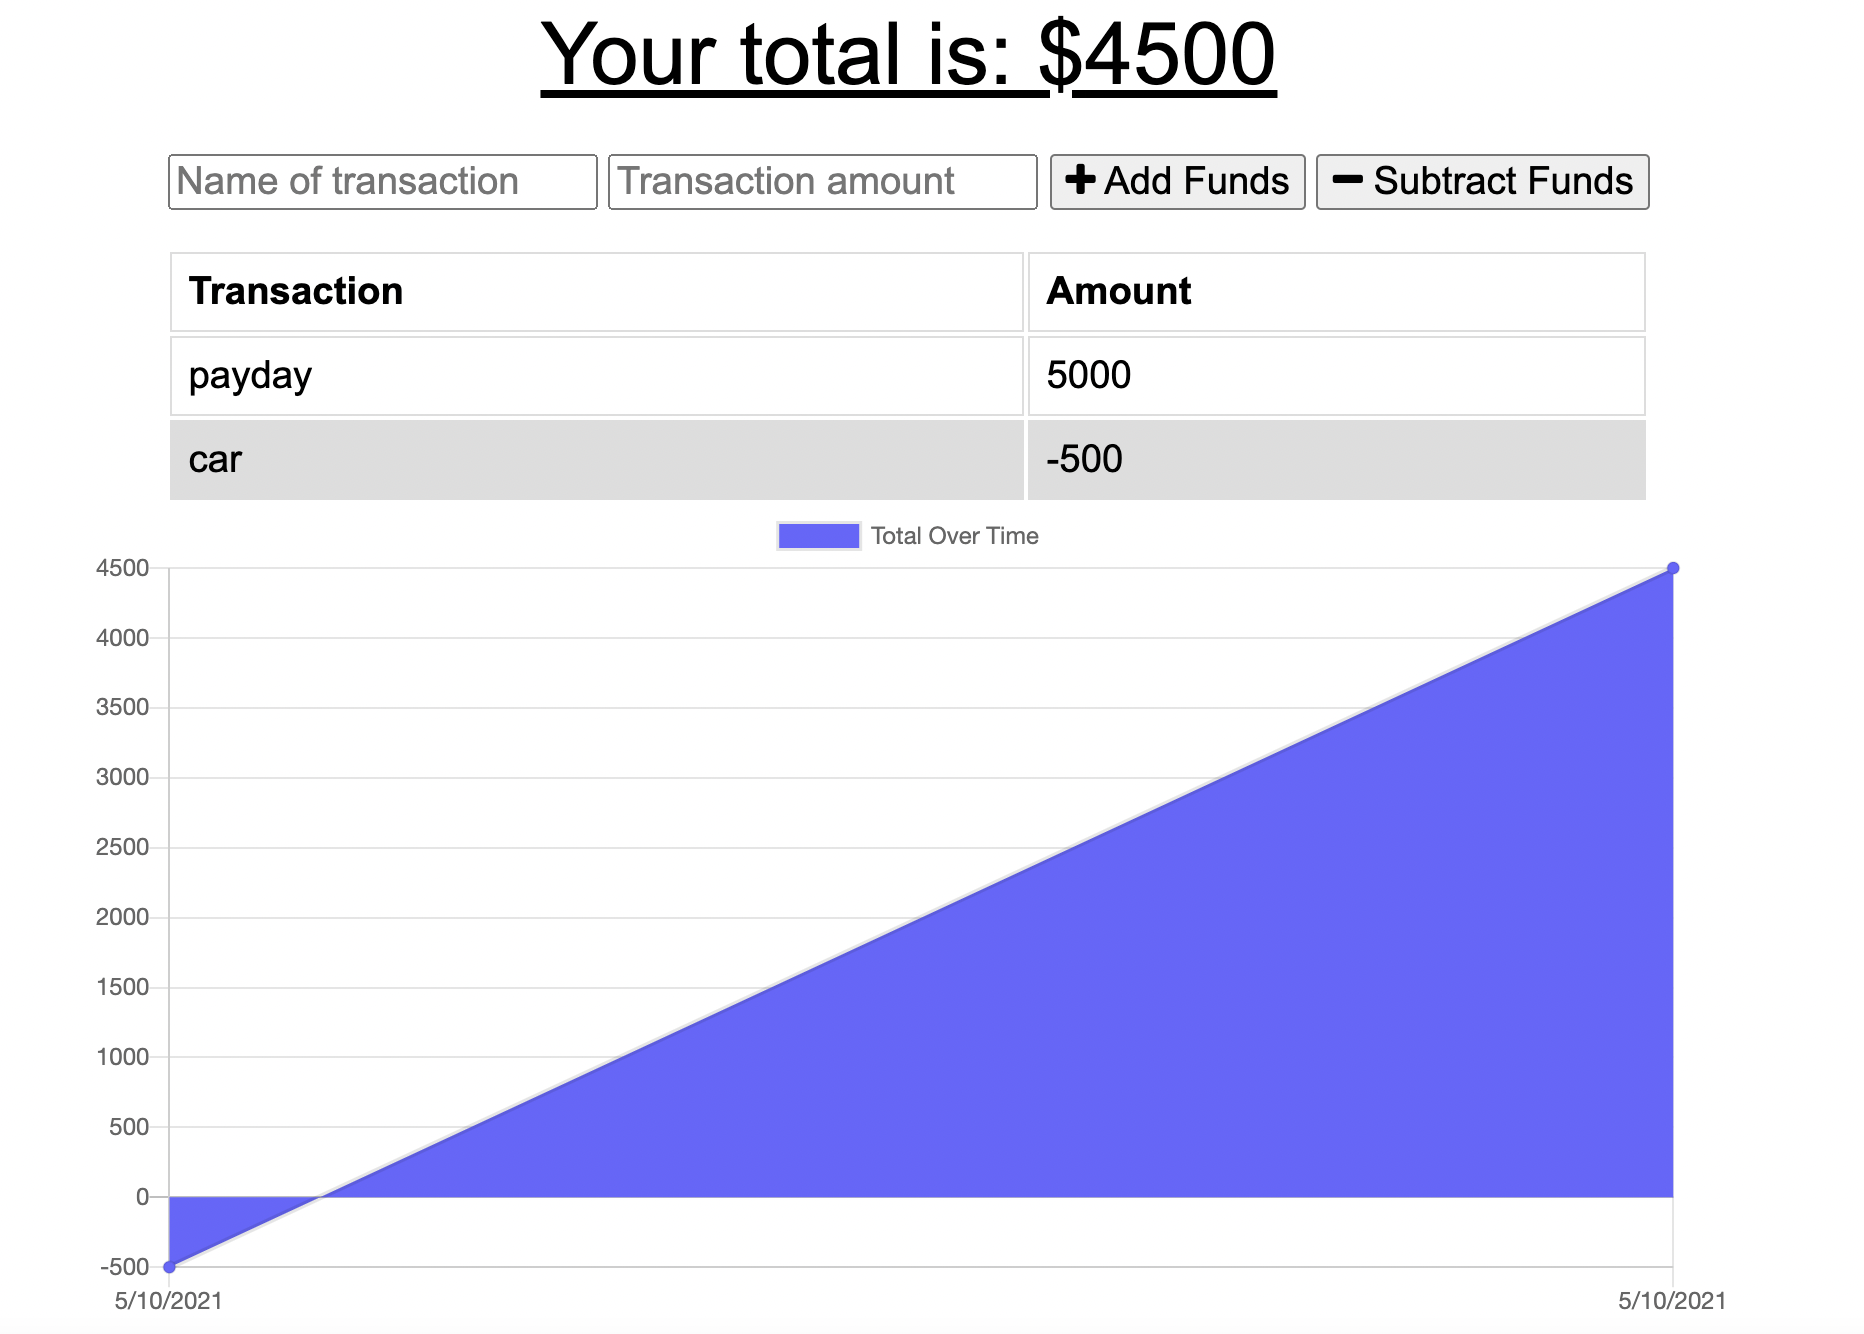 Your total is: $4500
Name of transaction Transaction amount Add Funds Subtract Funds
Transaction Amount
payday 5000
car -500
Total Over Time
4500
4000
3500
3000
2500
2000
1500
1000
500
0
-500
5/10/2021 5/10/2021